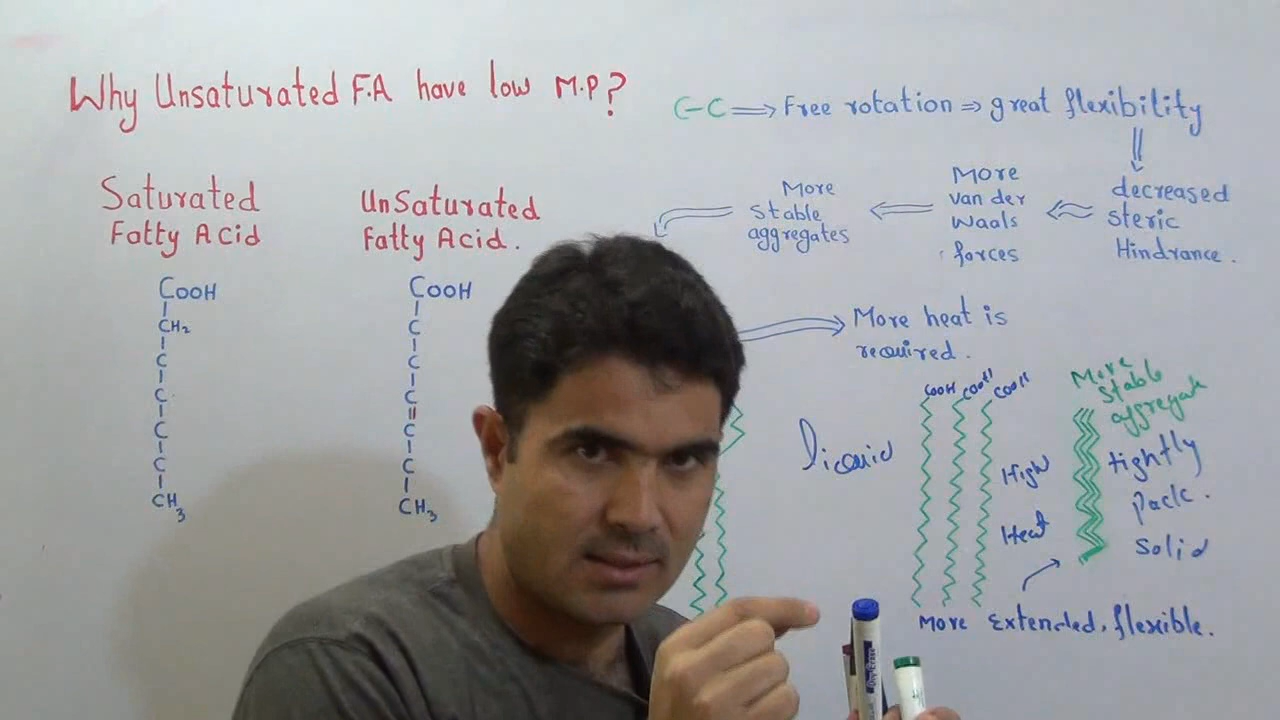 Why Unsaturated F.A have low M.P?
C-C ⇒ Free rotation ⇒ great flexibility
decreased
steric
Hindrance.
More
van der
Waals
forces
More
stable
aggregates
More heat is
required.
Saturated
Fatty Acid
COOH
CH2
C
C
C
C
C
CH3
UnSaturated
Fatty Acid.
COOH
C
C
C
C
C
C
CH3
liquid
COOH COOH COOH
High
Heat
More
stable
aggregate
tightly
pack.
Solid
More Extended, flexible.